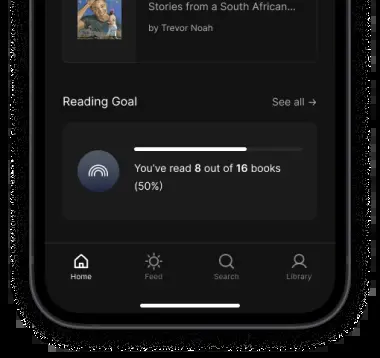 Stories from a South African...
by Trevor Noah
Reading Goal
See all →
You've read 8 out of 16 books
(50%)
Home
Feed
Search
Library